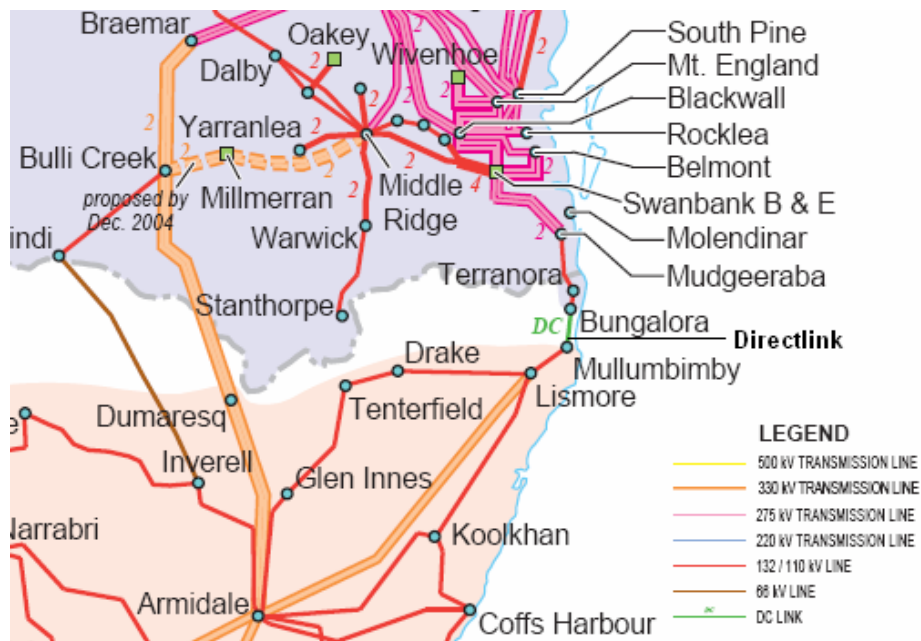 Braemar
Oakey
Wivenhoe
South Pine
Mt. England
Dalby
Blackwall
Yarranlea
Rocklea
Bulli Creek
Belmont
proposed by
Dec. 2004
Millmerran
Middle
Ridge
Swanbank B & E
Warwick
Molendinar
indi
Terranora
Mudgeeraba
Stanthorpe
DC
Bungalora
Directlink
Drake
Mullumbimby
Dumaresq
Tenterfield
Lismore
e
Inverell
Glen Innes
Narrabri
Koolkhan
Armidale
Coffs Harbour
2
2
2
2
2
2
2
2
2
2
2
2
4
2
2
LEGEND
500 kV TRANSMISSION LINE
330 kV TRANSMISSION LINE
275 kV TRANSMISSION LINE
220 kV TRANSMISSION LINE
132 / 110 kV LINE
66 kV LINE
DC
DC LINK